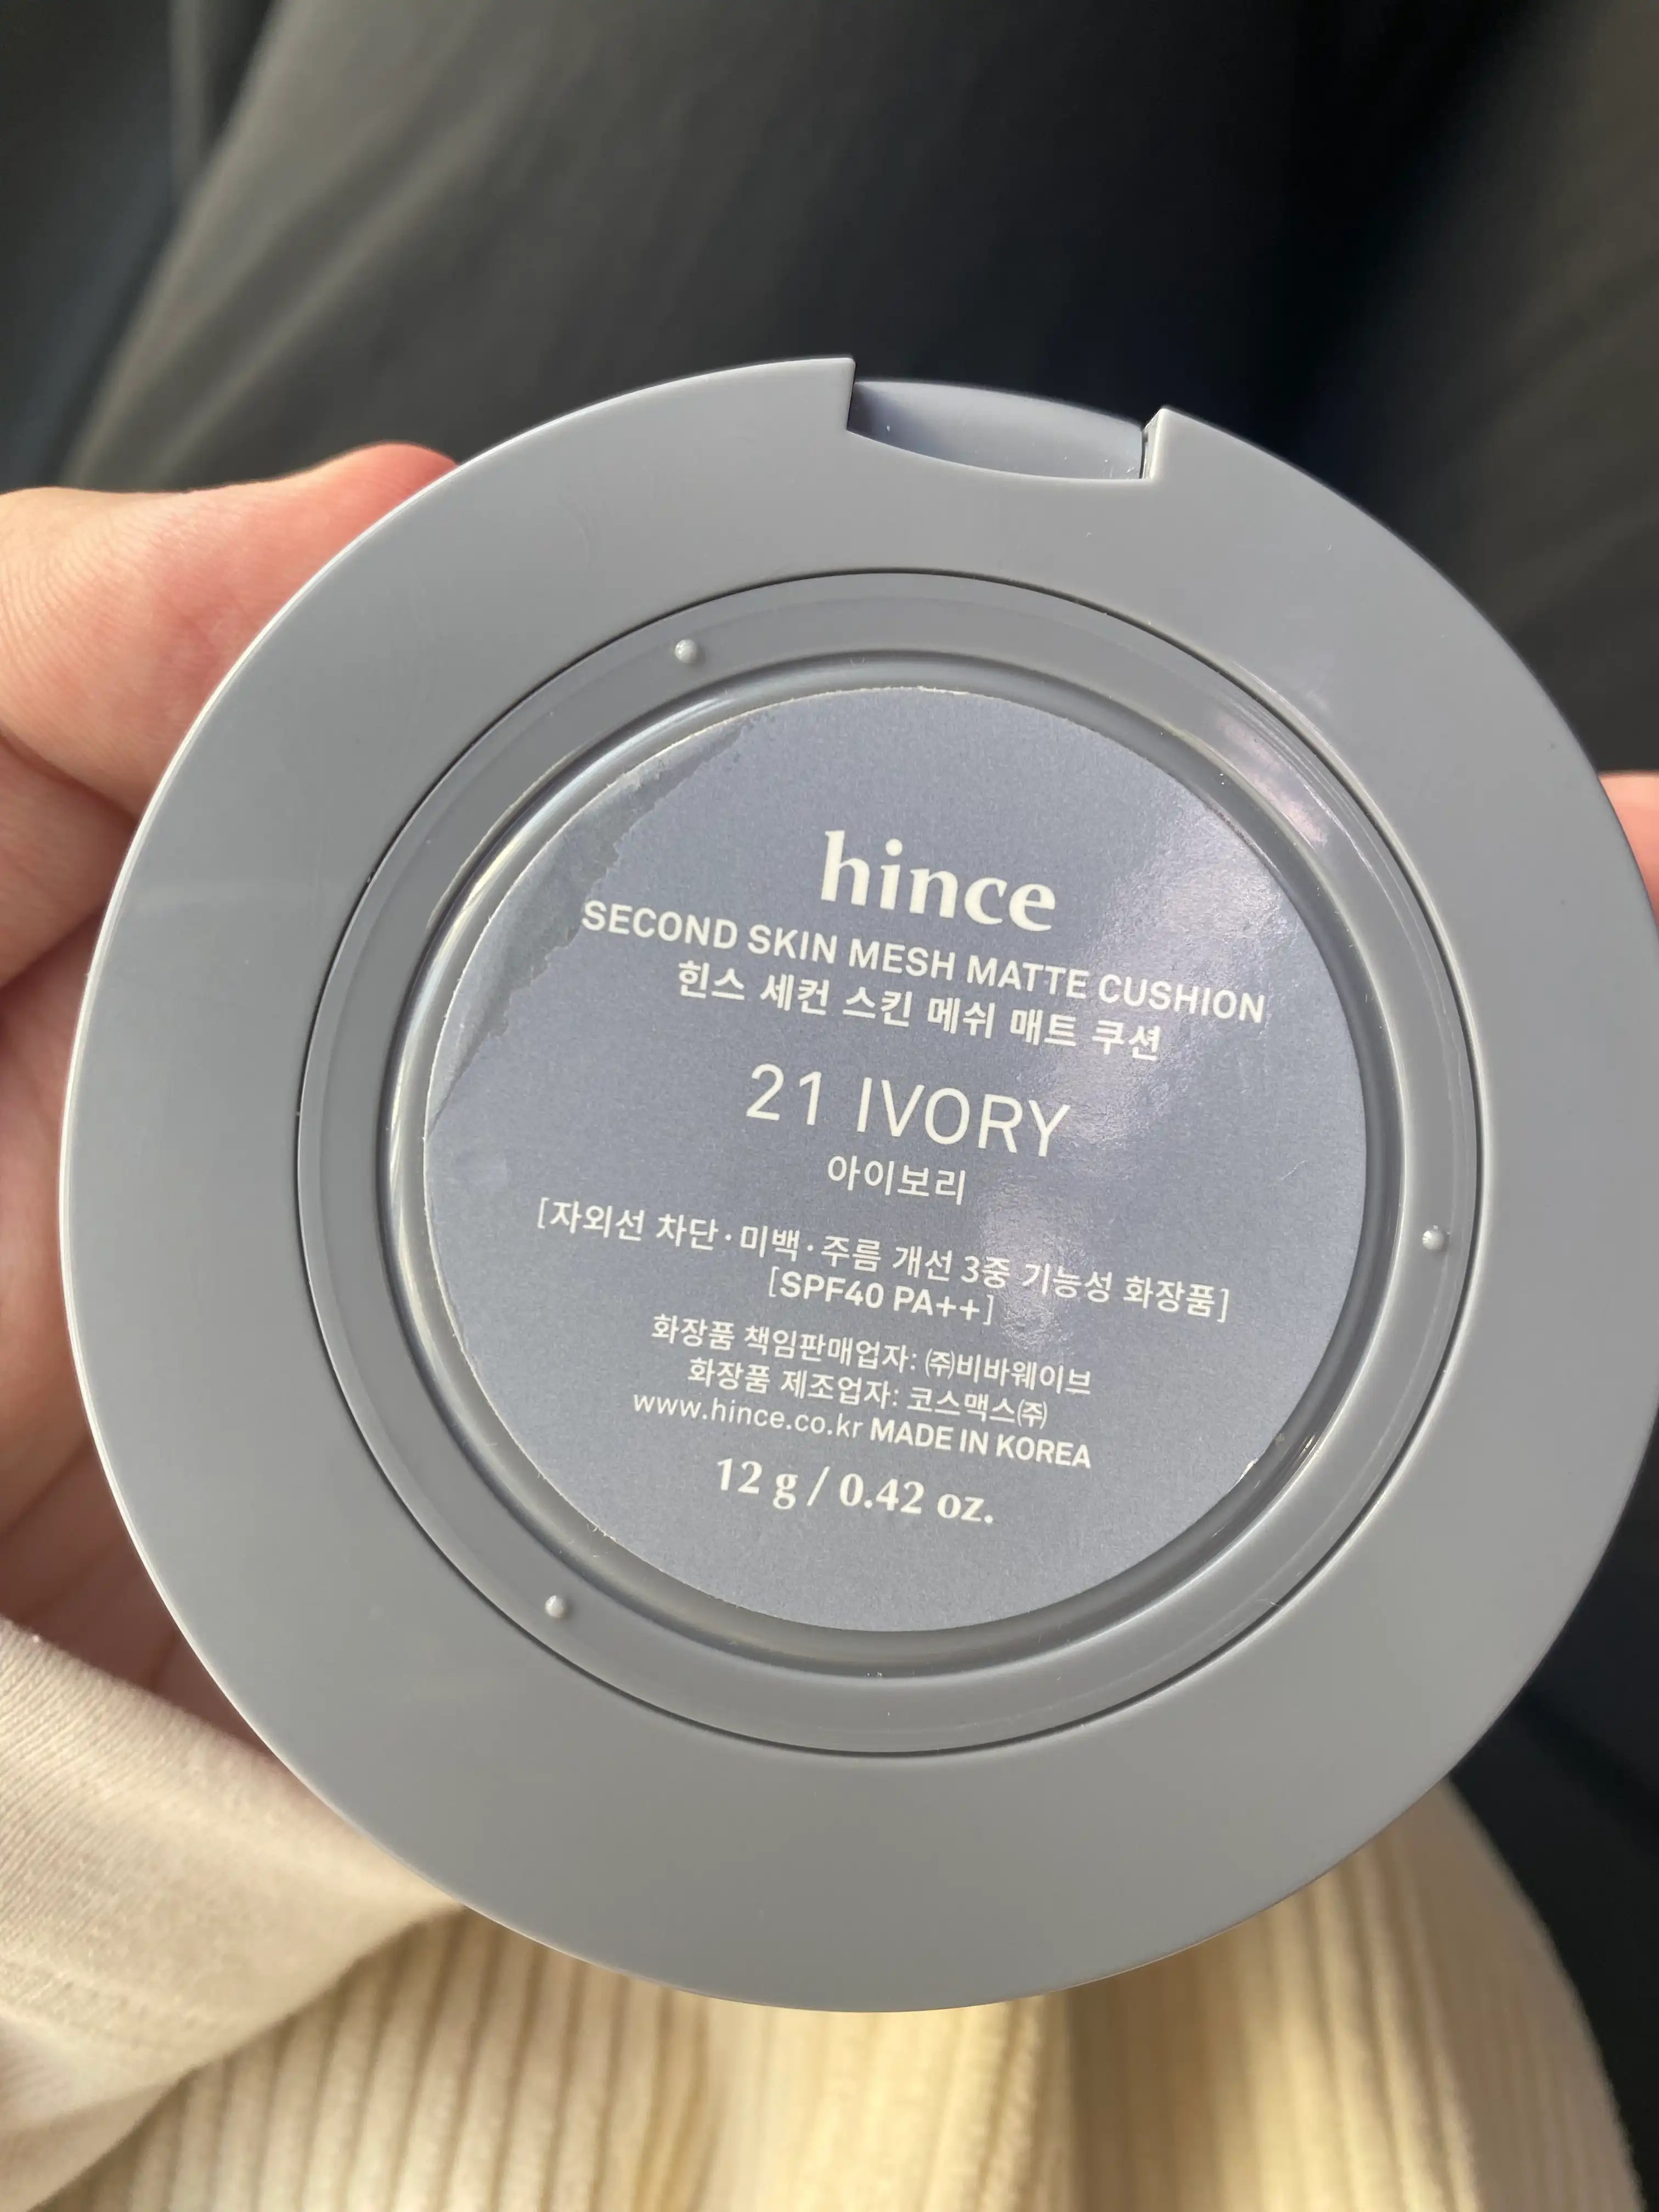 hince
SECOND SKIN MESH MATTE CUSHION
힌스 세컨 스킨 메쉬 매트 쿠션
21 IVORY
아이보리
[자외선 차단·미백·주름 개선 3중 기능성 화장품]
[SPF40 PA++]
화장품 책임판매업자: ㈜비바웨이브
화장품 제조업자: 코스맥스㈜
www.hince.co.kr MADE IN KOREA
12 g / 0.42 oz.